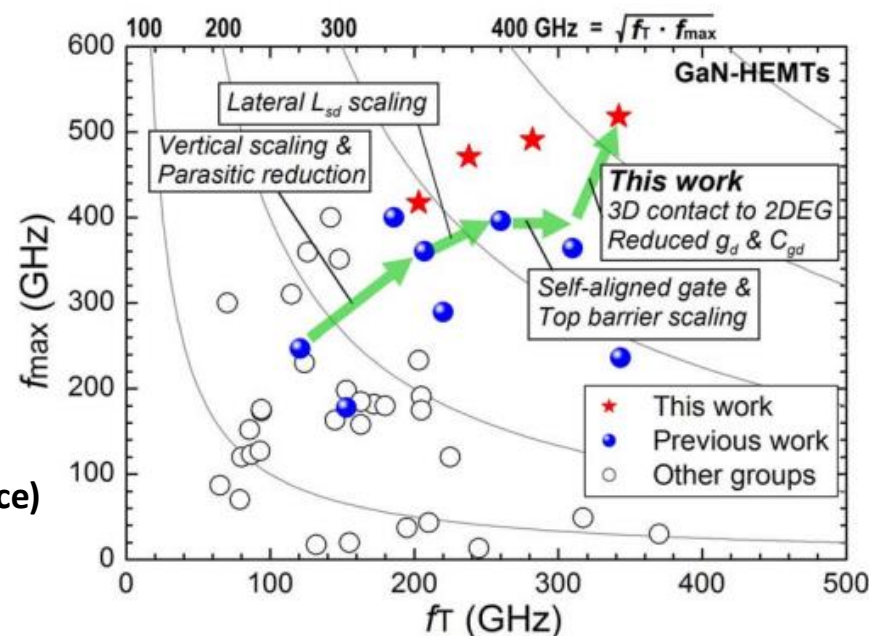 100 200 300 400 GHz = √fT · fmax
600
GaN-HEMTs
Lateral Lsd scaling
500
Vertical scaling &
Parasitic reduction
This work
3D contact to 2DEG
Reduced gd & Cgd
400
fmax (GHz)
300
Self-aligned gate &
Top barrier scaling
200
This work
Previous work
Other groups
100
ce)
0
0 100 200 300 400 500
fT (GHz)